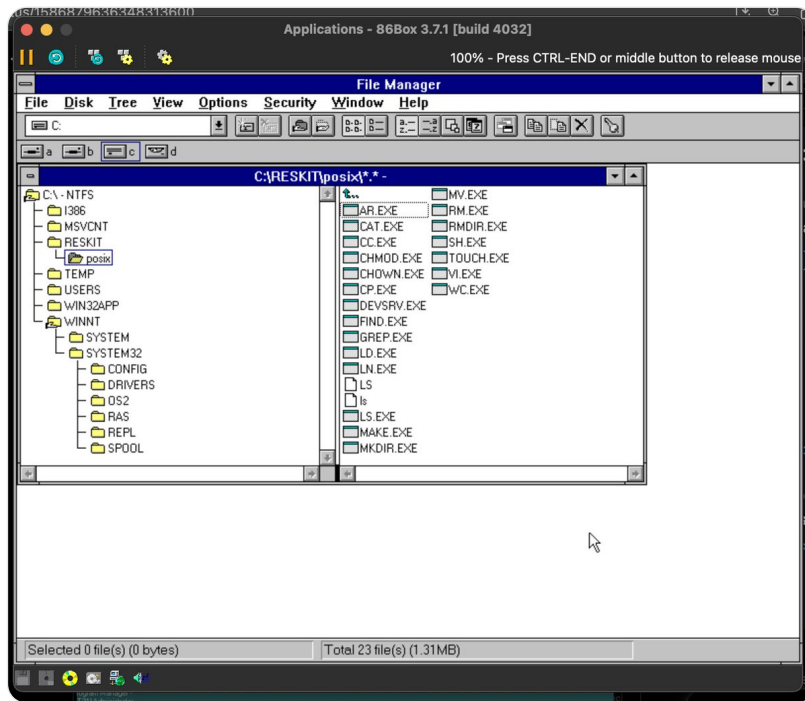 us/1586879636348313600
Applications - 86Box 3.7.1 [build 4032]
100% - Press CTRL-END or middle button to release mouse
File Manager
File Disk Tree View Options Security Window Help
C:
a b c d
C:\RESKIT\posix\*.* -
C:\ - NTFS
I386
MSVCNT
RESKIT
posix
TEMP
USERS
WIN32APP
WINNT
SYSTEM
SYSTEM32
CONFIG
DRIVERS
OS2
RAS
REPL
SPOOL
..
AR.EXE
CAT.EXE
CC.EXE
CHMOD.EXE
CHOWN.EXE
CP.EXE
DEVSRV.EXE
FIND.EXE
GREP.EXE
LD.EXE
LN.EXE
LS
ls
LS.EXE
MAKE.EXE
MKDIR.EXE
MV.EXE
RM.EXE
RMDIR.EXE
SH.EXE
TOUCH.EXE
VI.EXE
WC.EXE
Selected 0 file(s) (0 bytes)
Total 23 file(s) (1.31MB)